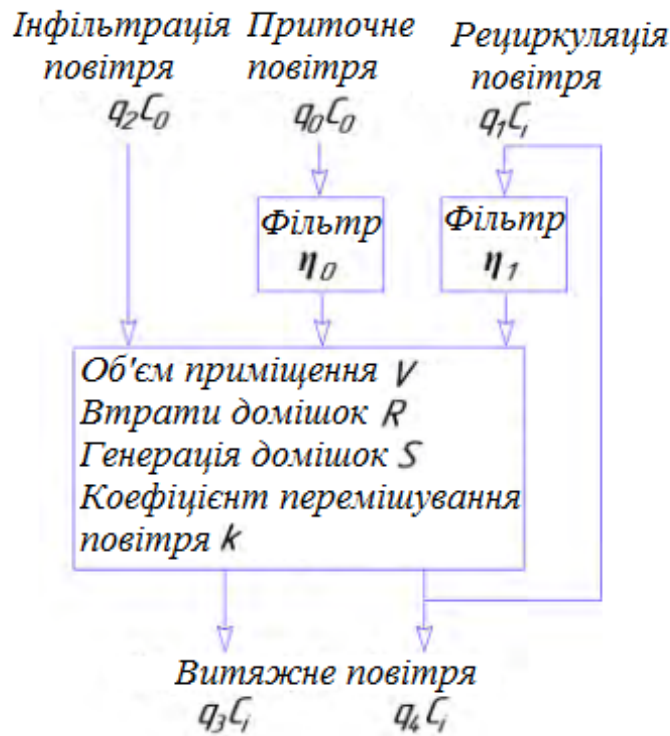 Інфільтрація
повітря
q₂C₀
Приточне
повітря
q₀C₀
Рециркуляція
повітря
q₁Cᵢ
Фільтр
η₀
Фільтр
η₁
Об'єм приміщення V
Втрати домішок R
Генерація домішок S
Коефіцієнт перемішування
повітря k
Витяжне повітря
q₃Cᵢ q₄Cᵢ